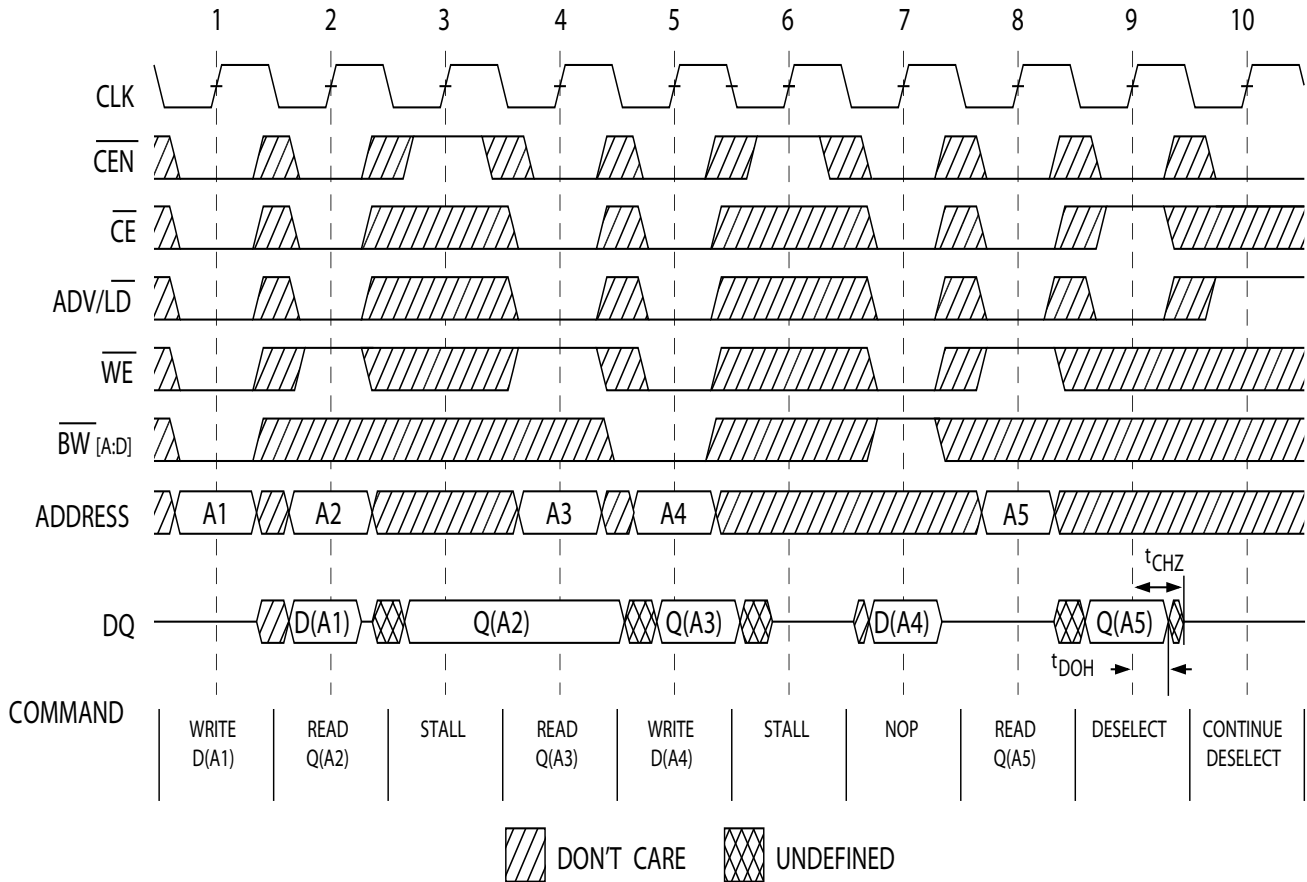 1 2 3 4 5 6 7 8 9 10
CLK
CEN
CE
ADV/LD
WE
BW [A:D]
ADDRESS A1 A2 A3 A4 A5
tCHZ
DQ D(A1) Q(A2) Q(A3) D(A4) Q(A5)
tDOH
COMMAND
WRITE READ STALL READ WRITE STALL NOP READ DESELECT CONTINUE
D(A1) Q(A2) Q(A3) D(A4) Q(A5) DESELECT
DON'T CARE UNDEFINED